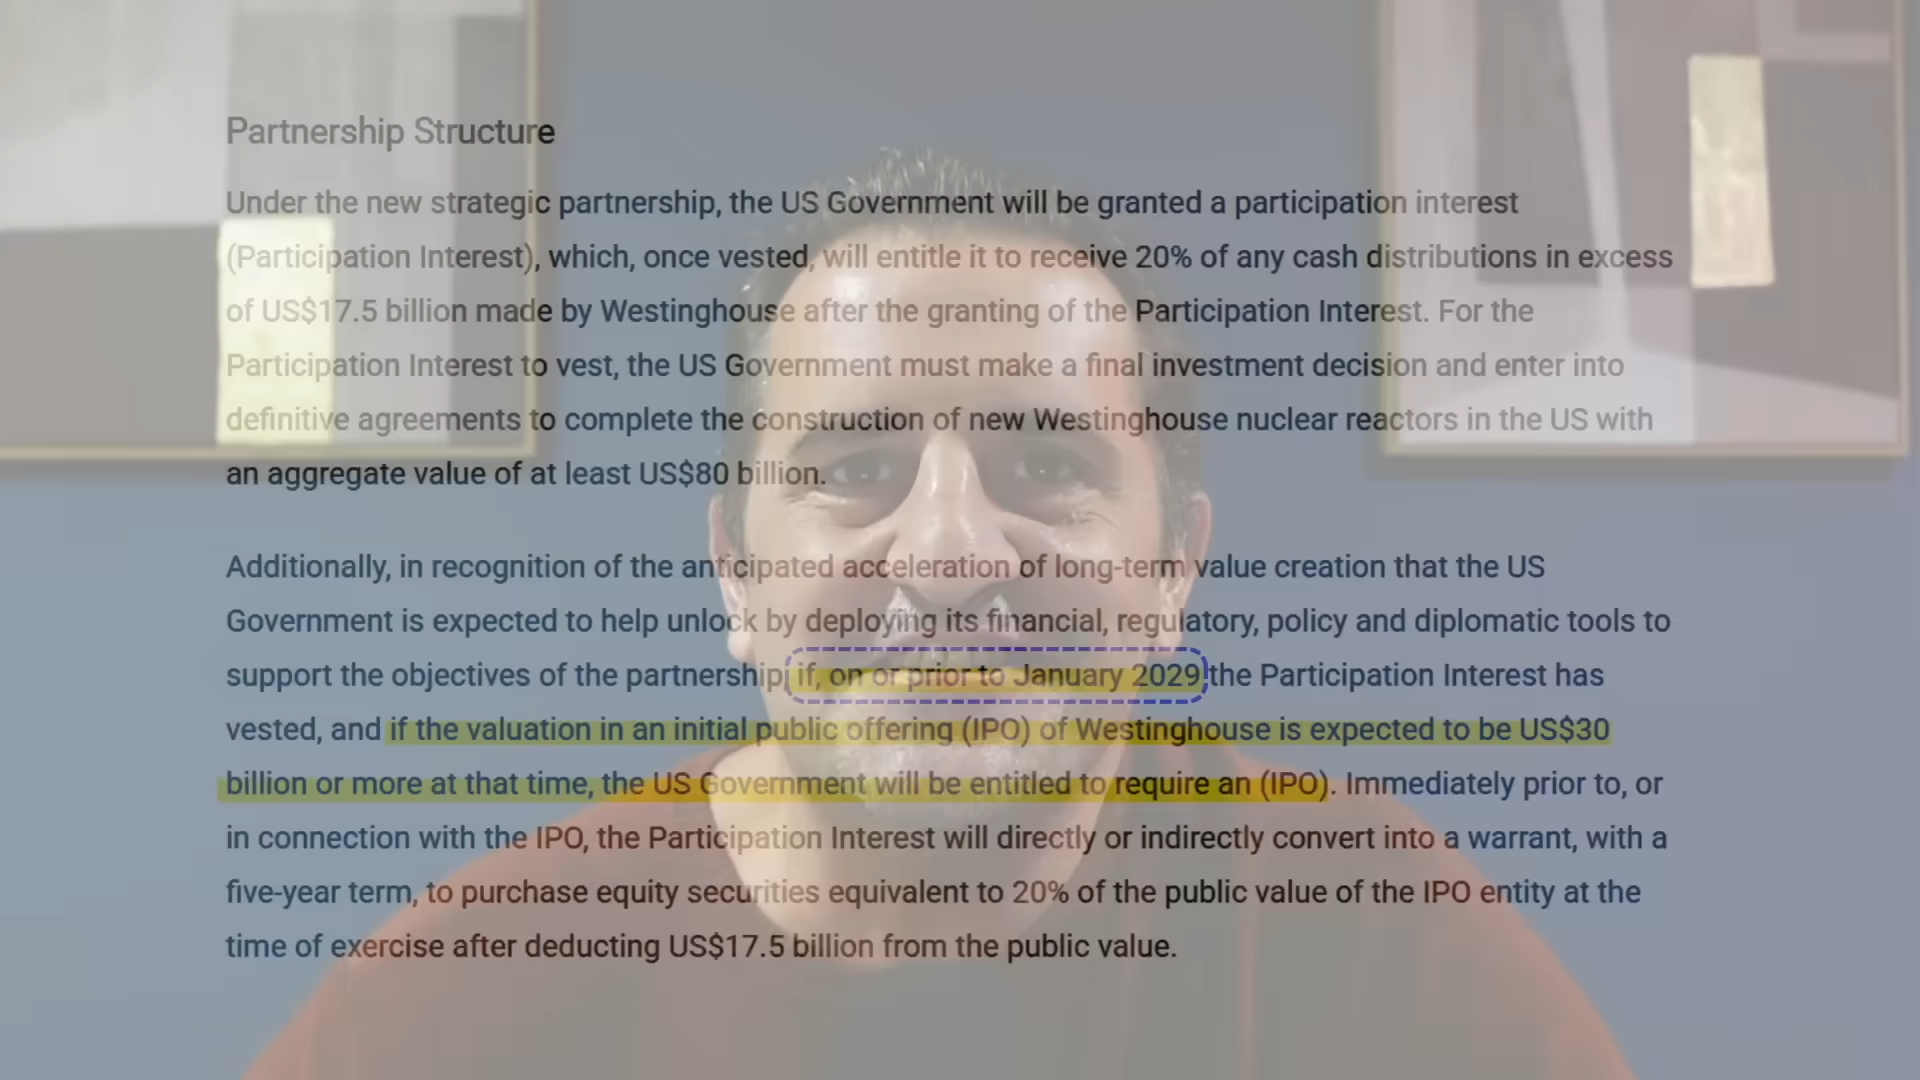 Partnership Structure
Under the new strategic partnership, the US Government will be granted a participation interest
(Participation Interest), which, once vested, will entitle it to receive 20% of any cash distributions in excess
of US$17.5 billion made by Westinghouse after the granting of the Participation Interest. For the
Participation Interest to vest, the US Government must make a final investment decision and enter into
definitive agreements to complete the construction of new Westinghouse nuclear reactors in the US with
an aggregate value of at least US$80 billion.
Additionally, in recognition of the anticipated acceleration of long-term value creation that the US
Government is expected to help unlock by deploying its financial, regulatory, policy and diplomatic tools to
support the objectives of the partnership, if, on or prior to January 2029 the Participation Interest has
vested, and if the valuation in an initial public offering (IPO) of Westinghouse is expected to be US$30
billion or more at that time, the US Government will be entitled to require an (IPO). Immediately prior to, or
in connection with the IPO, the Participation Interest will directly or indirectly convert into a warrant, with a
five-year term, to purchase equity securities equivalent to 20% of the public value of the IPO entity at the
time of exercise after deducting US$17.5 billion from the public value.